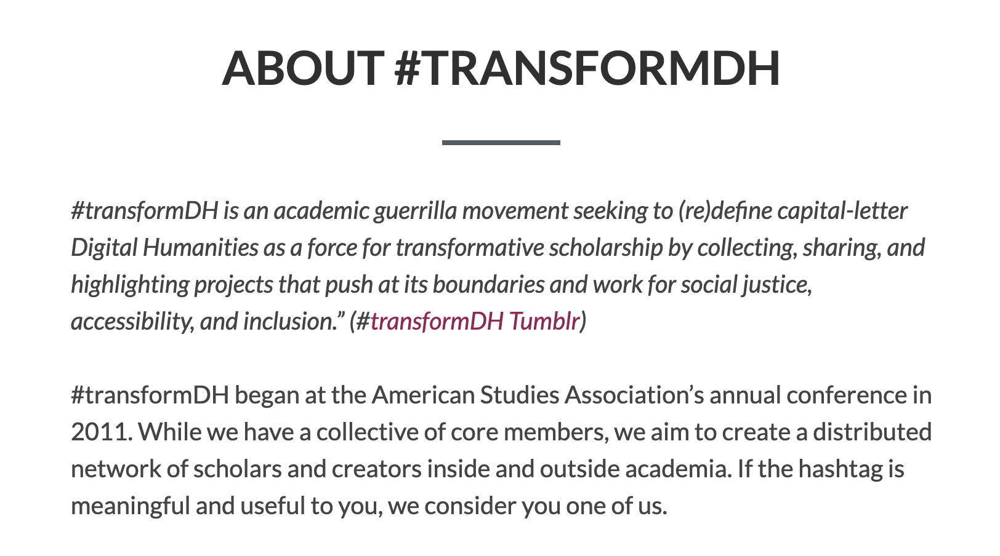 ABOUT #TRANSFORMDH
#transformDH is an academic guerrilla movement seeking to (re)define capital-letter
Digital Humanities as a force for transformative scholarship by collecting, sharing, and
highlighting projects that push at its boundaries and work for social justice,
accessibility, and inclusion.” (#transformDH Tumblr)
#transformDH began at the American Studies Association’s annual conference in
2011. While we have a collective of core members, we aim to create a distributed
network of scholars and creators inside and outside academia. If the hashtag is
meaningful and useful to you, we consider you one of us.